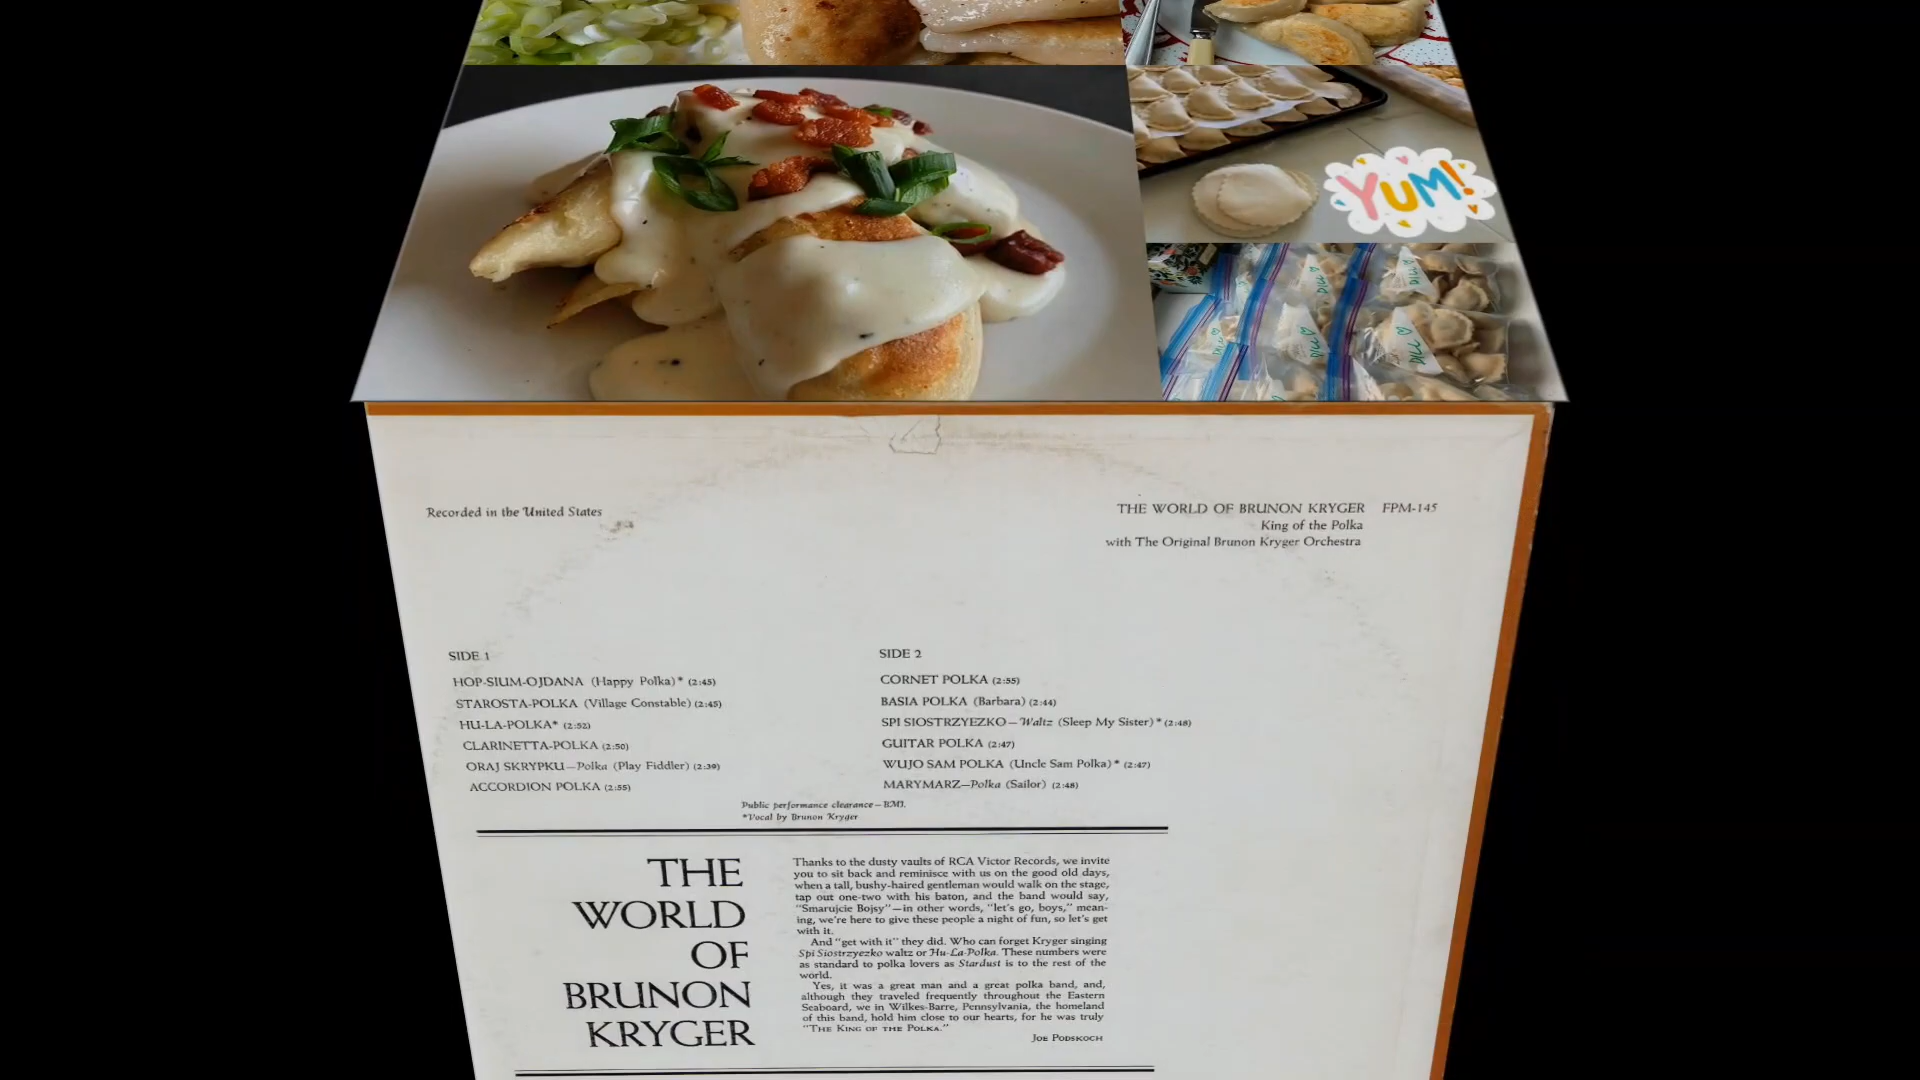 YUM!
DILL
DILL
DILL
DILL
DILL
Recorded in the United States
THE WORLD OF BRUNON KRYGER FPM-145
King of the Polka
with The Original Brunon Kryger Orchestra
SIDE 1
HOP-SIUM-OJDANA (Happy Polka)* (2:45)
STAROSTA-POLKA (Village Constable) (2:45)
HU-LA-POLKA* (2:52)
CLARINETTA-POLKA (2:50)
ORAJ SKRYPKU—Polka (Play Fiddler) (2:39)
ACCORDION POLKA (2:55)
SIDE 2
CORNET POLKA (2:55)
BASIA POLKA (Barbara) (2:44)
SPI SIOSTRZYEZKO—Waltz (Sleep My Sister)* (2:48)
GUITAR POLKA (2:47)
WUJO SAM POLKA (Uncle Sam Polka)* (2:47)
MARYMARZ—Polka (Sailor) (2:48)
Public performance clearance—BMI.
*Vocal by Brunon Kryger
THE
WORLD
OF
BRUNON
KRYGER
Thanks to the dusty vaults of RCA Victor Records, we invite
you to sit back and reminisce with us on the good old days,
when a tall, bushy-haired gentleman would walk on the stage,
tap out one-two with his baton, and the band would say,
"Smarujcie Bojsy"—in other words, "let's go, boys," mean-
ing, we're here to give these people a night of fun, so let's get
with it.
And "get with it" they did. Who can forget Kryger singing
Spi Siostrzyezko waltz or Hu-La-Polka. These numbers were
as standard to polka lovers as Stardust is to the rest of the
world.
Yes, it was a great man and a great polka band, and,
although they traveled frequently throughout the Eastern
Seaboard, we in Wilkes-Barre, Pennsylvania, the homeland
of this band, hold him close to our hearts, for he was truly
"THE KING OF THE POLKA."
JOE PODSKOCH